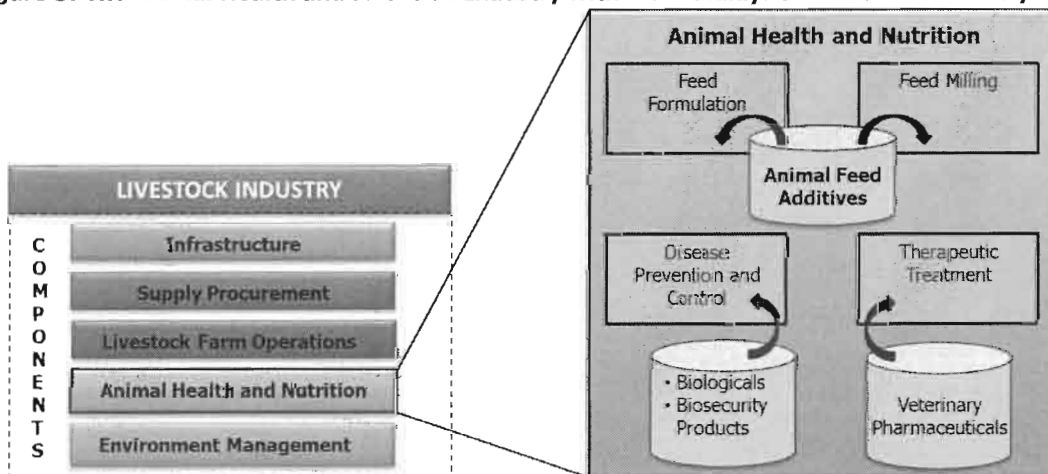 Animal Health and Nutrition
Feed
Formulation
Feed Milling
Animal Feed
Additives
LIVESTOCK INDUSTRY
COMPONENTS
Infrastructure
Supply Procurement
Livestock Farm Operations
Animal Health and Nutrition
Environment Management
Disease
Prevention and
Control
Therapeutic
Treatment
• Biologicals
• Biosecurity
Products
Veterinary
Pharmaceuticals